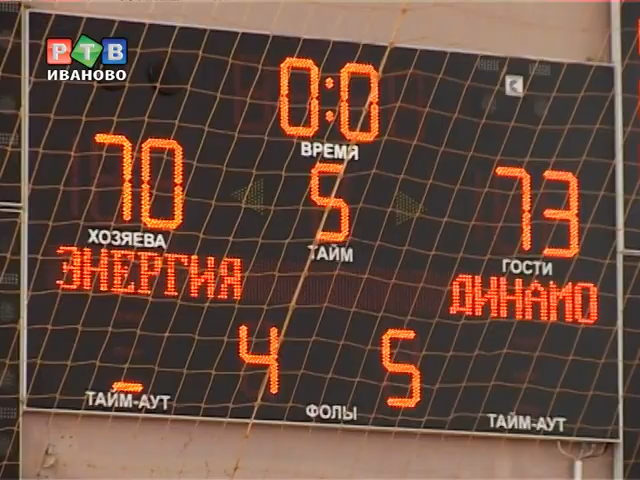 РТВ
ИВАНОВО
0:0
ВРЕМЯ
70 5 73
ХОЗЯЕВА ТАЙМ ГОСТИ
ЭНЕРГИЯ ДИНАМО
4 5
ТАЙМ-АУТ ФОЛЫ ТАЙМ-АУТ